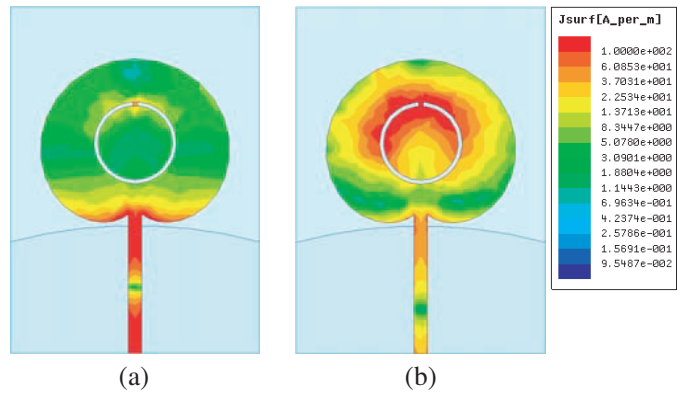 Jsurf[A_per_m]
1.0000e+002
6.0853e+001
3.7031e+001
2.2534e+001
1.3713e+001
8.3447e+000
5.0780e+000
3.0901e+000
1.8804e+000
1.1443e+000
6.9634e-001
4.2374e-001
2.5786e-001
1.5691e-001
9.5487e-002
(a)
(b)